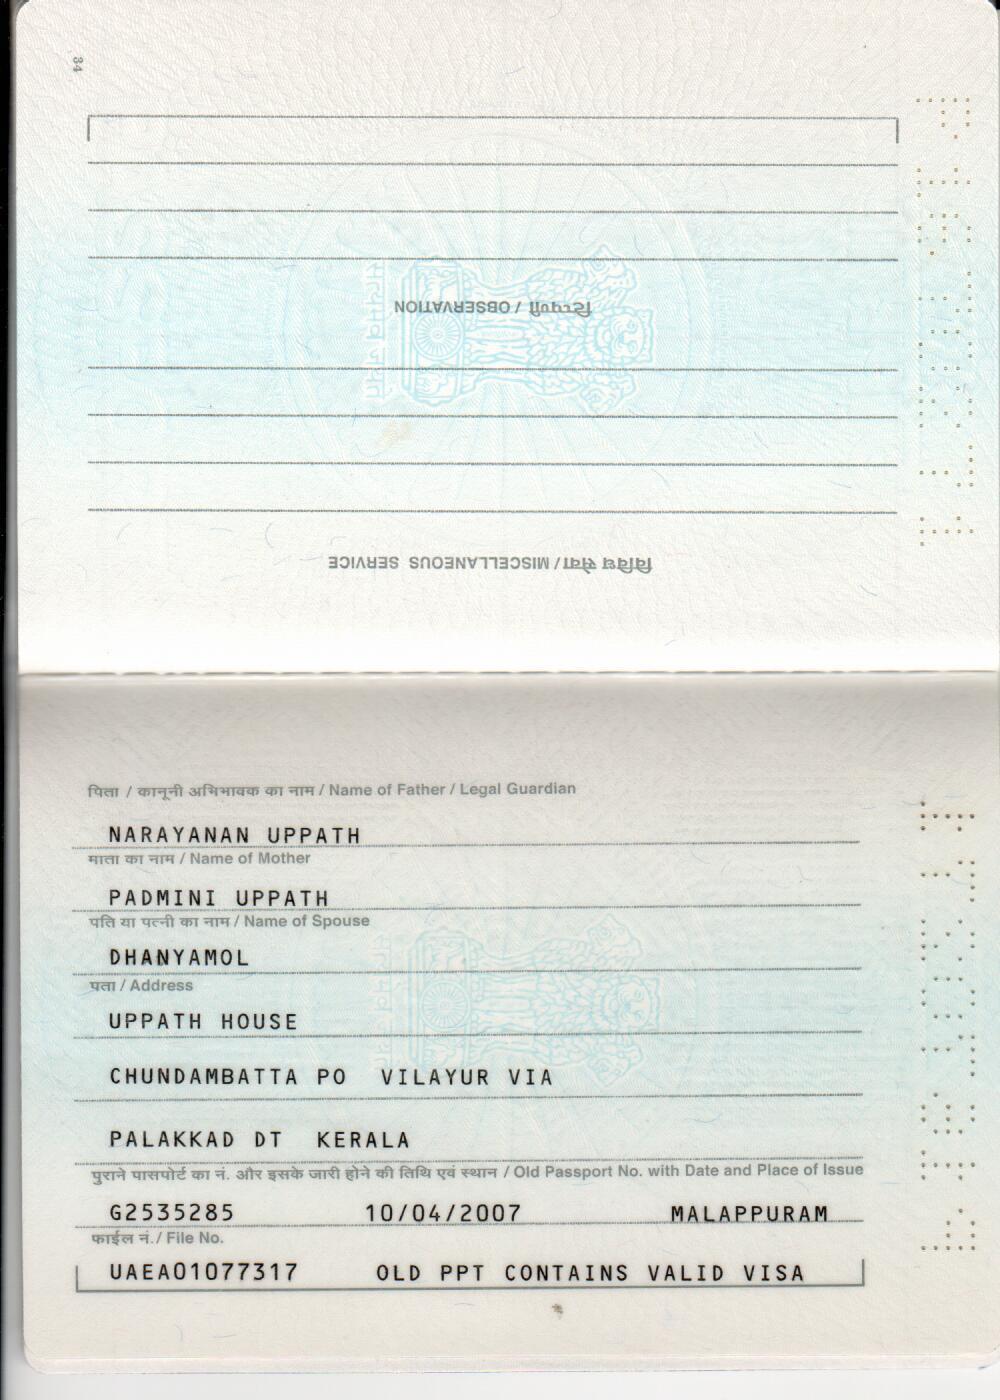 34
टिप्पणी / OBSERVATION
विविध सेवा / MISCELLANEOUS SERVICE
पिता / कानूनी अभिभावक का नाम / Name of Father / Legal Guardian
NARAYANAN UPPATH
माता का नाम / Name of Mother
PADMINI UPPATH
पति या पत्नी का नाम / Name of Spouse
DHANYAMOL
पता / Address
UPPATH HOUSE
CHUNDAMBATTA PO VILAYUR VIA
PALAKKAD DT KERALA
पुराने पासपोर्ट का नं. और इसके जारी होने की तिथि एवं स्थान / Old Passport No. with Date and Place of Issue
G2535285 10/04/2007 MALAPPURAM
फाईल नं./ File No.
UAEA01077317 OLD PPT CONTAINS VALID VISA